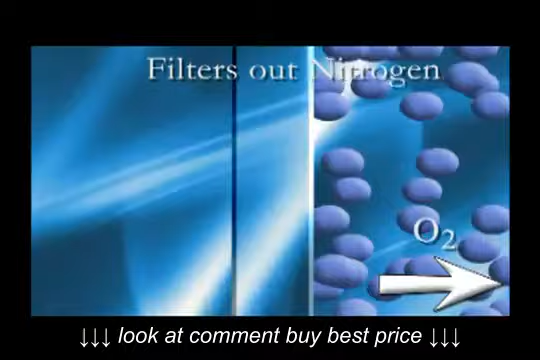 Filters out Nitrogen
O2
↓↓↓ look at comment buy best price ↓↓↓